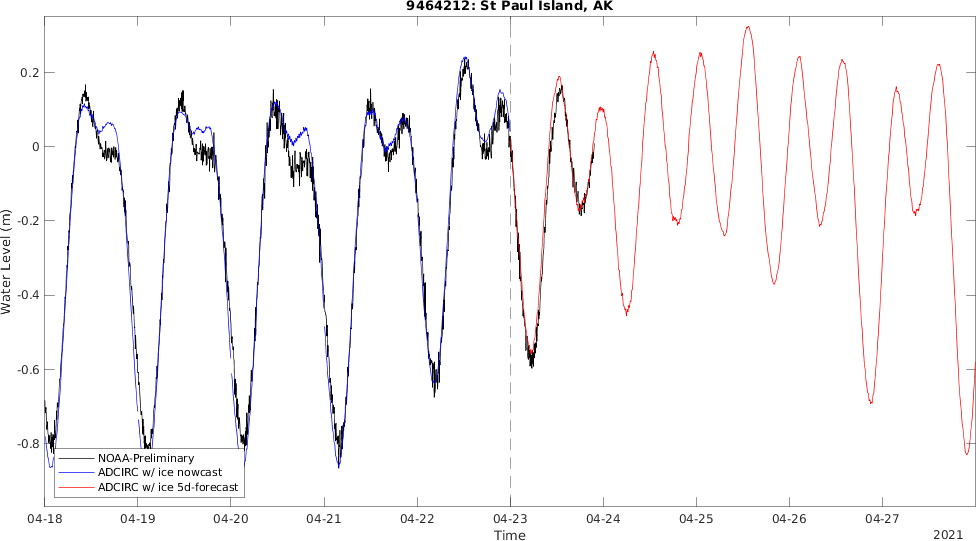 9464212: St Paul Island, AK
Water Level (m)
0.2
0
-0.2
-0.4
-0.6
-0.8
NOAA-Preliminary
ADCIRC w/ ice nowcast
ADCIRC w/ ice 5d-forecast
04-18 04-19 04-20 04-21 04-22 04-23 04-24 04-25 04-26 04-27
Time
2021